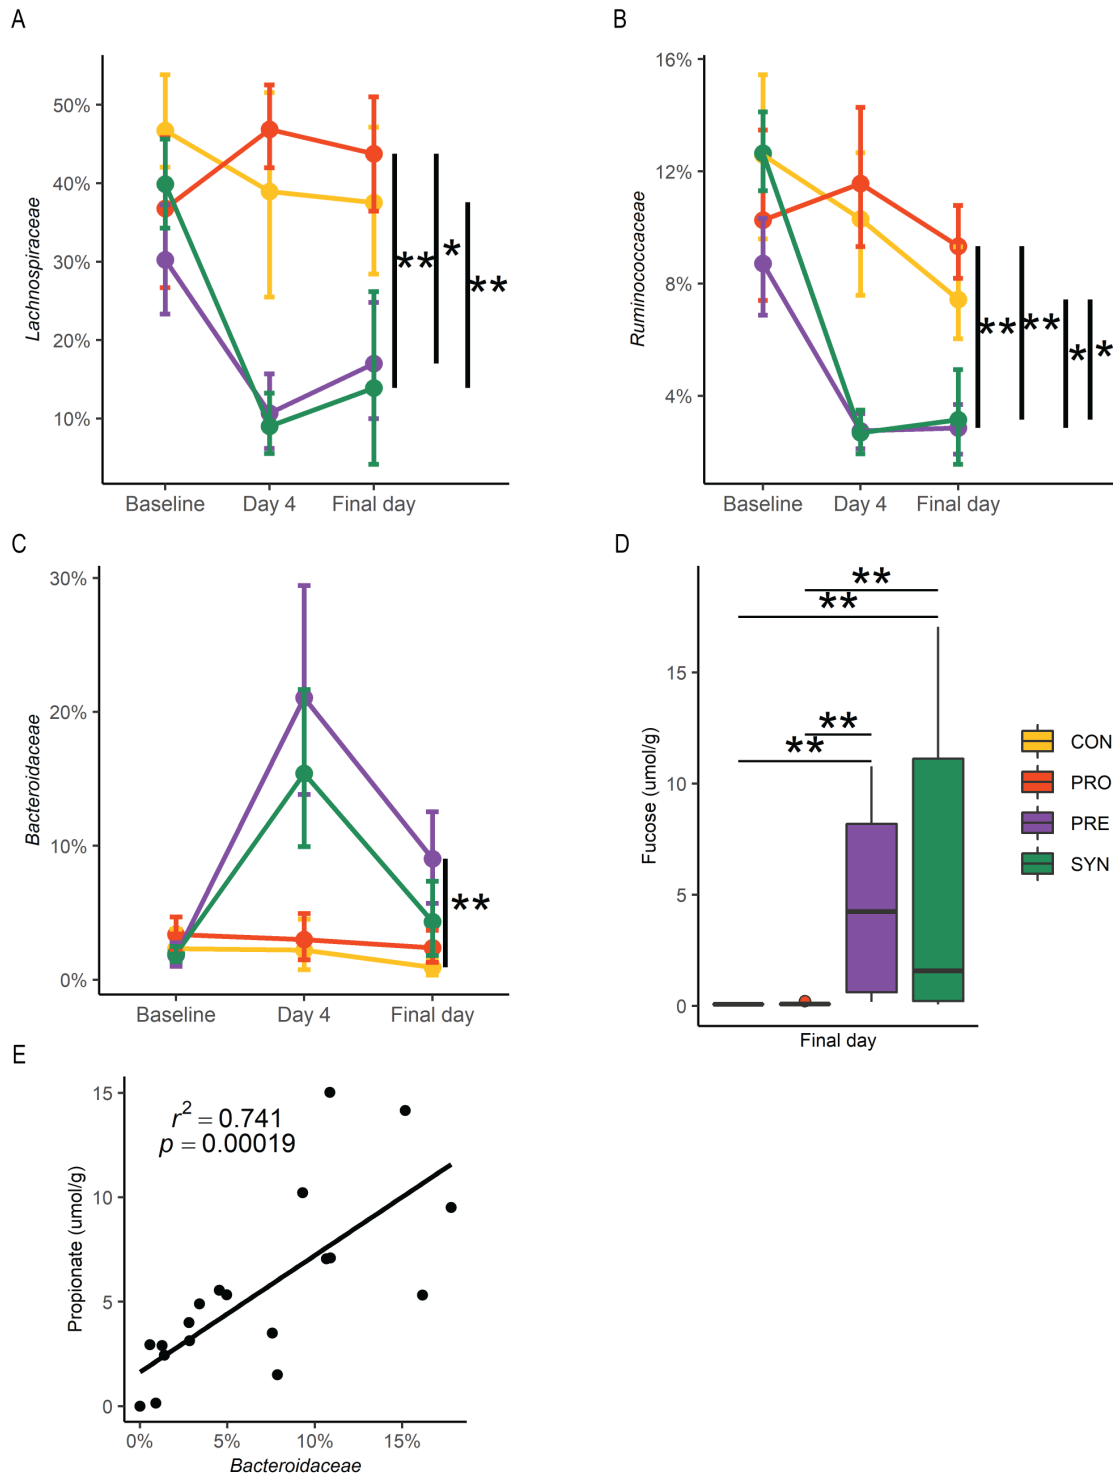 A
50%
40%
30%
20%
10%
Lachnospiraceae
**
*
**
Baseline Day 4 Final day
B
16%
12%
8%
4%
Ruminococcaceae
**
**
*
*
Baseline Day 4 Final day
C
30%
20%
10%
0%
Bacteroidaceae
**
Baseline Day 4 Final day
D
15
10
5
0
Fucose (umol/g)
**
**
**
**
Final day
CON
PRO
PRE
SYN
E
15
10
5
0
Propionate (umol/g)
r² = 0.741
p = 0.00019
0% 5% 10% 15%
Bacteroidaceae